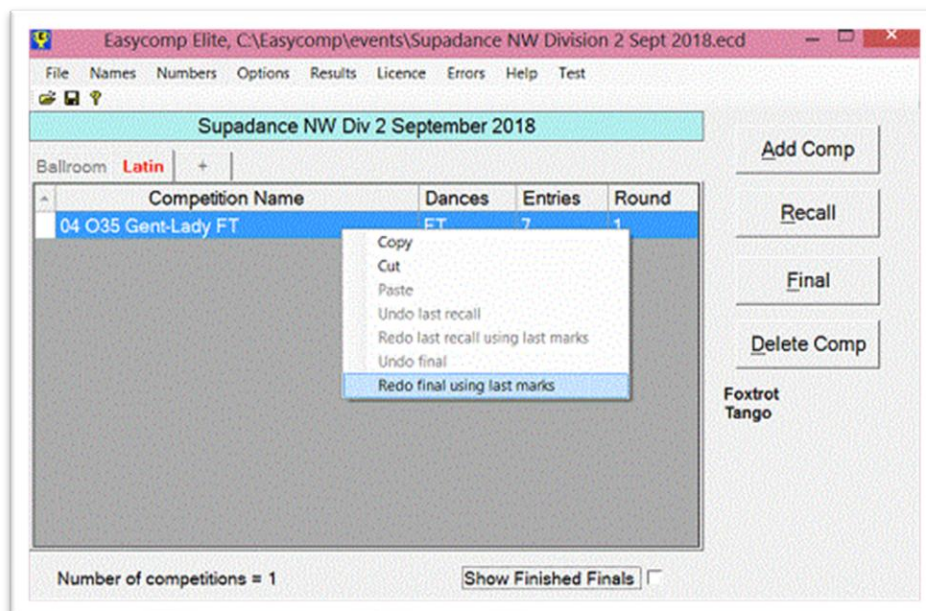 Easycomp Elite, C:\Easycomp\events\Supadance NW Division 2 Sept 2018.ecd
File Names Numbers Options Results Licence Errors Help Test
Supadance NW Div 2 September 2018
Ballroom Latin +
Competition Name Dances Entries Round
04 O35 Gent-Lady FT FT 7 1
Copy
Cut
Paste
Undo last recall
Redo last recall using last marks
Undo final
Redo final using last marks
Add Comp
Recall
Final
Delete Comp
Foxtrot
Tango
Number of competitions = 1
Show Finished Finals